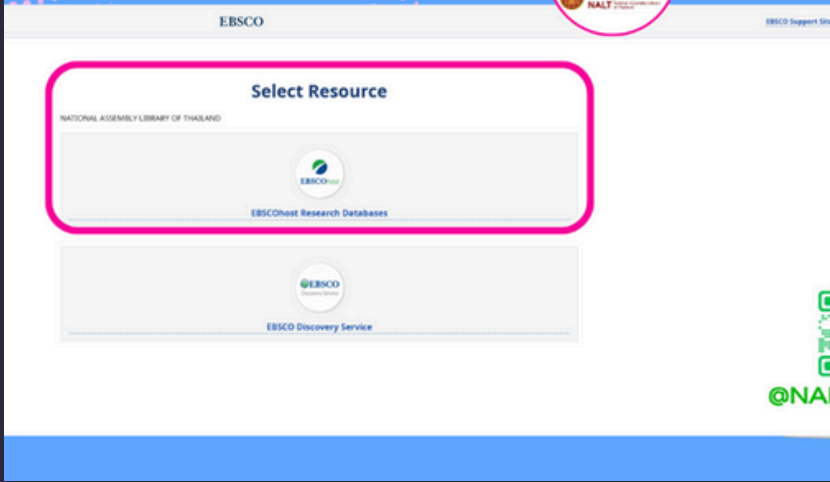 NALT
EBSCO
EBSCO Support Site
Select Resource
NATIONAL ASSEMBLY LIBRARY OF THAILAND
EBSCOhost
EBSCOhost Research Databases
EBSCO
Discovery Service
EBSCO Discovery Service
@NAL